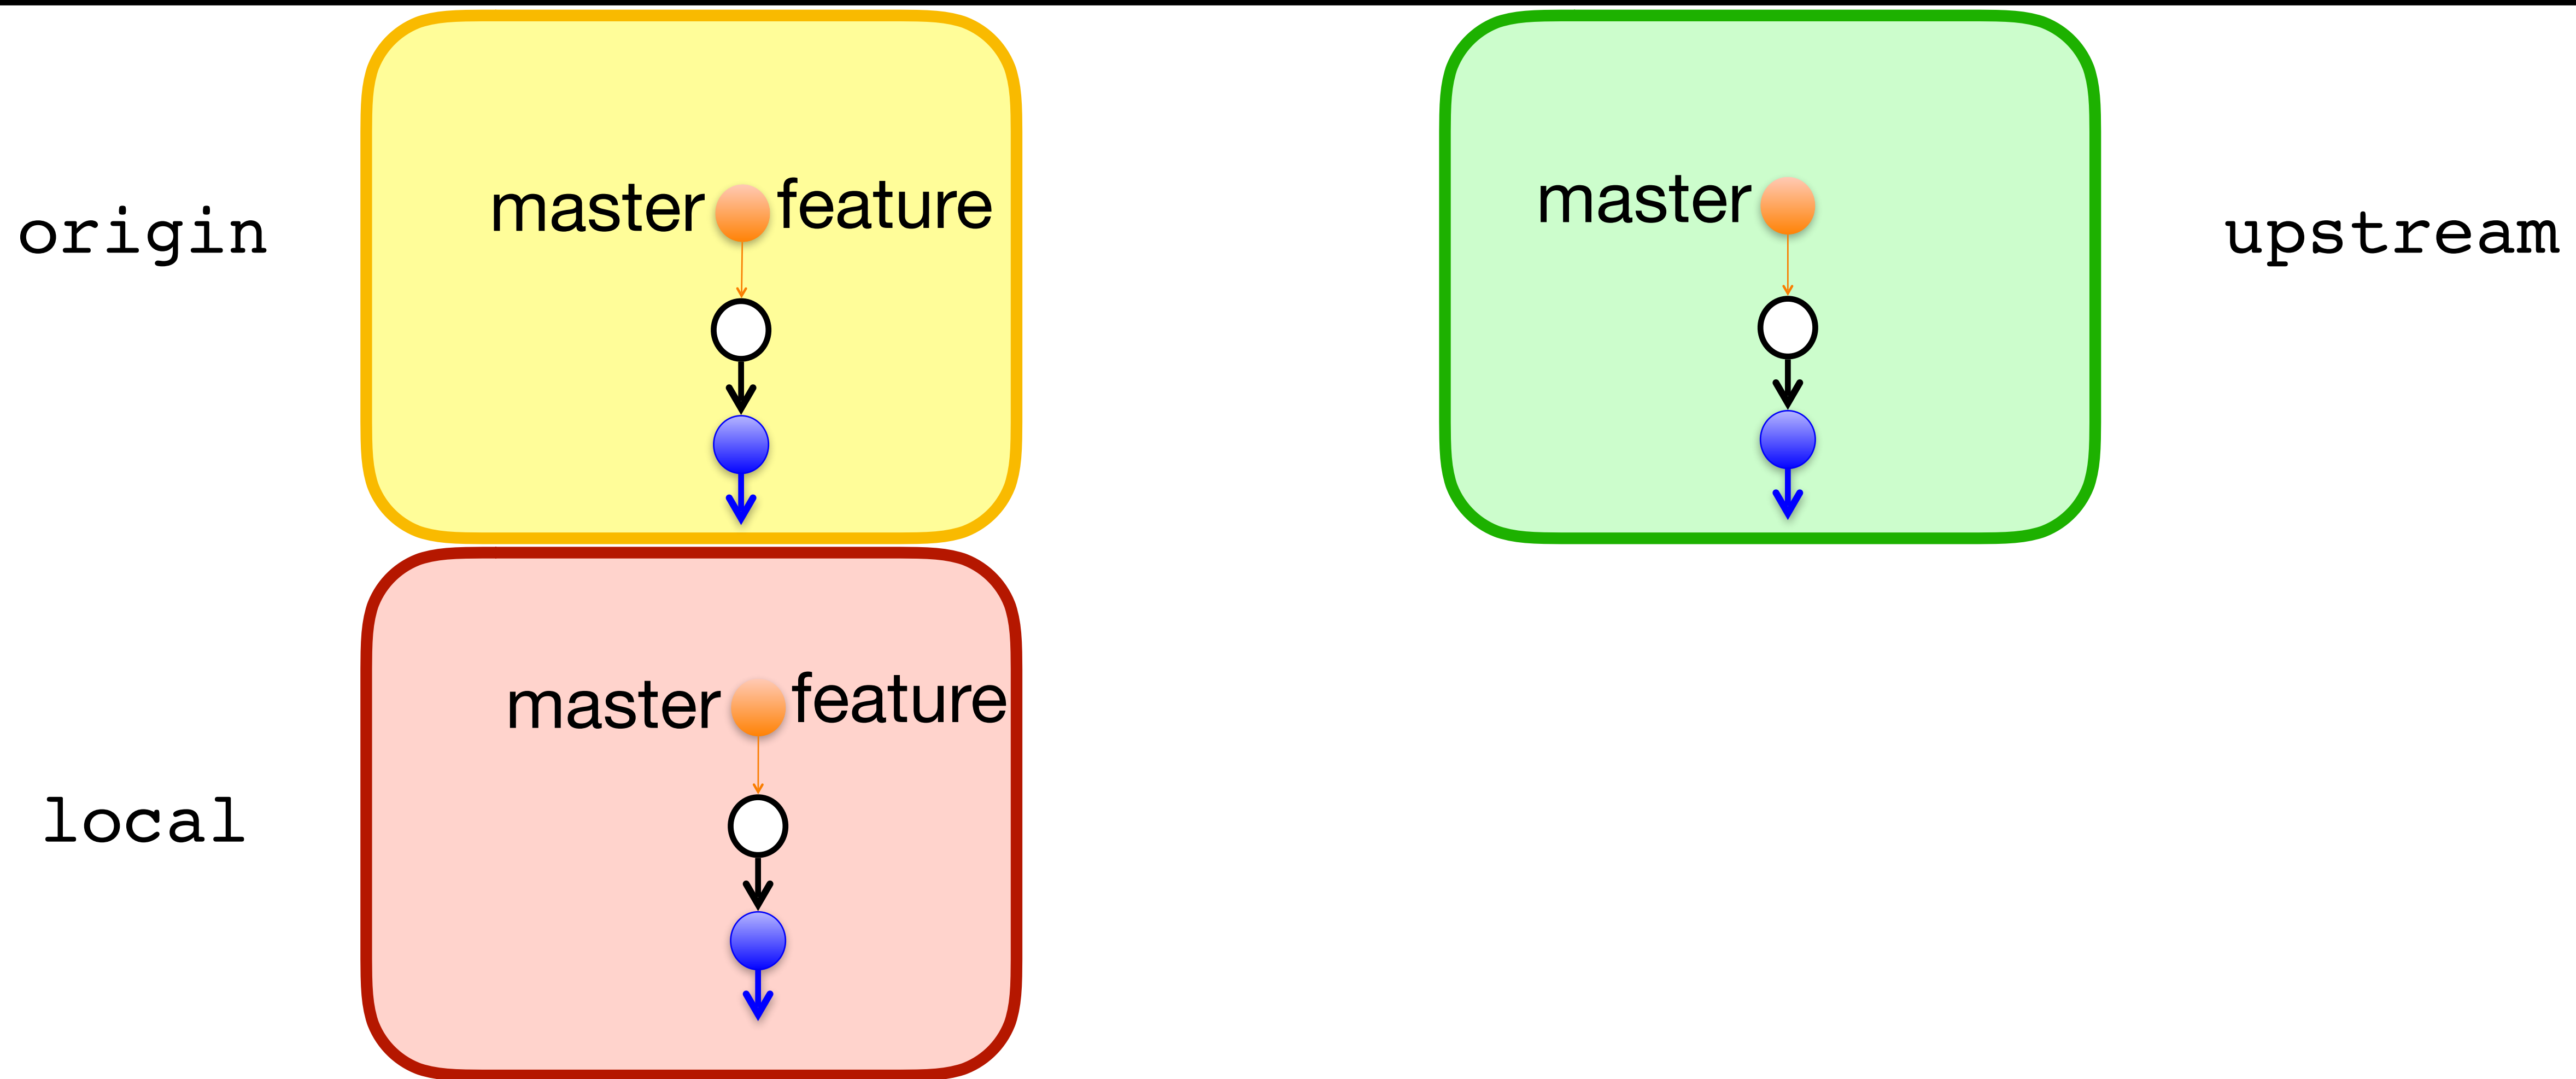 origin
master feature
master
upstream
local
master feature